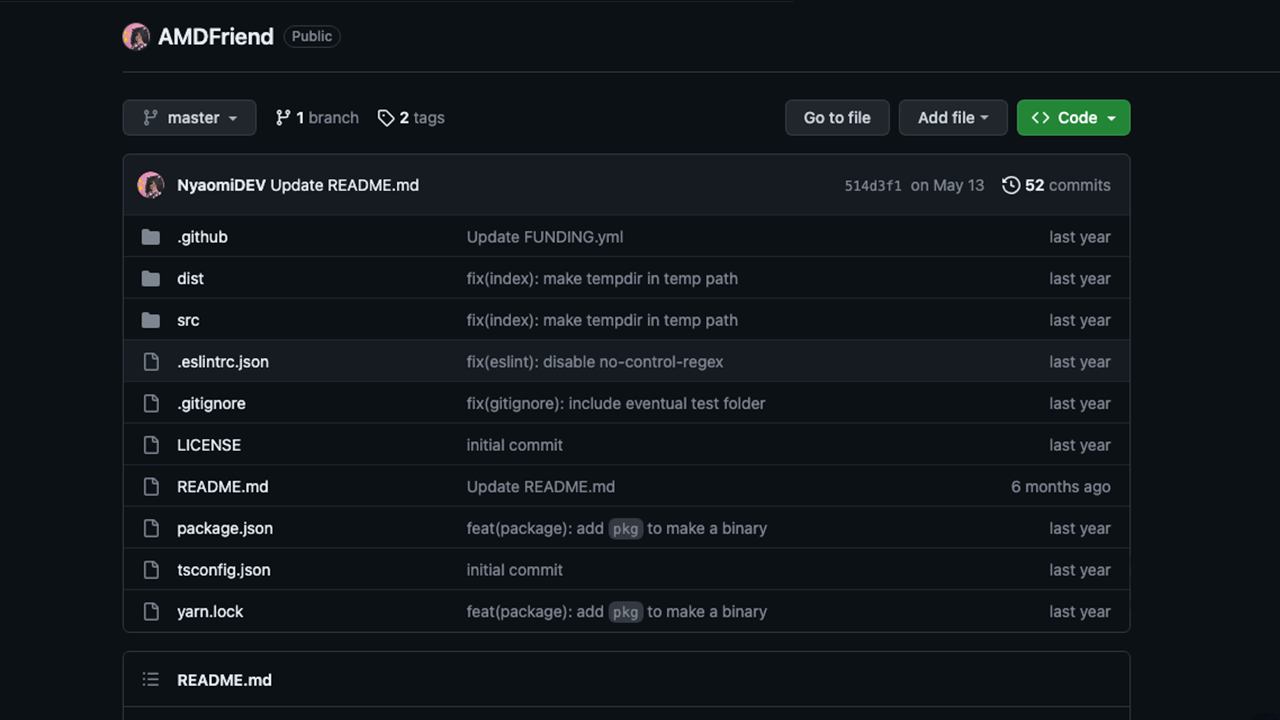 AMDFriend Public
master 1 branch 2 tags Go to file Add file Code
NyaomiDEV Update README.md 514d3f1 on May 13 52 commits
.github Update FUNDING.yml last year
dist fix(index): make tempdir in temp path last year
src fix(index): make tempdir in temp path last year
.eslintrc.json fix(eslint): disable no-control-regex last year
.gitignore fix(gitignore): include eventual test folder last year
LICENSE initial commit last year
README.md Update README.md 6 months ago
package.json feat(package): add pkg to make a binary last year
tsconfig.json initial commit last year
yarn.lock feat(package): add pkg to make a binary last year
README.md